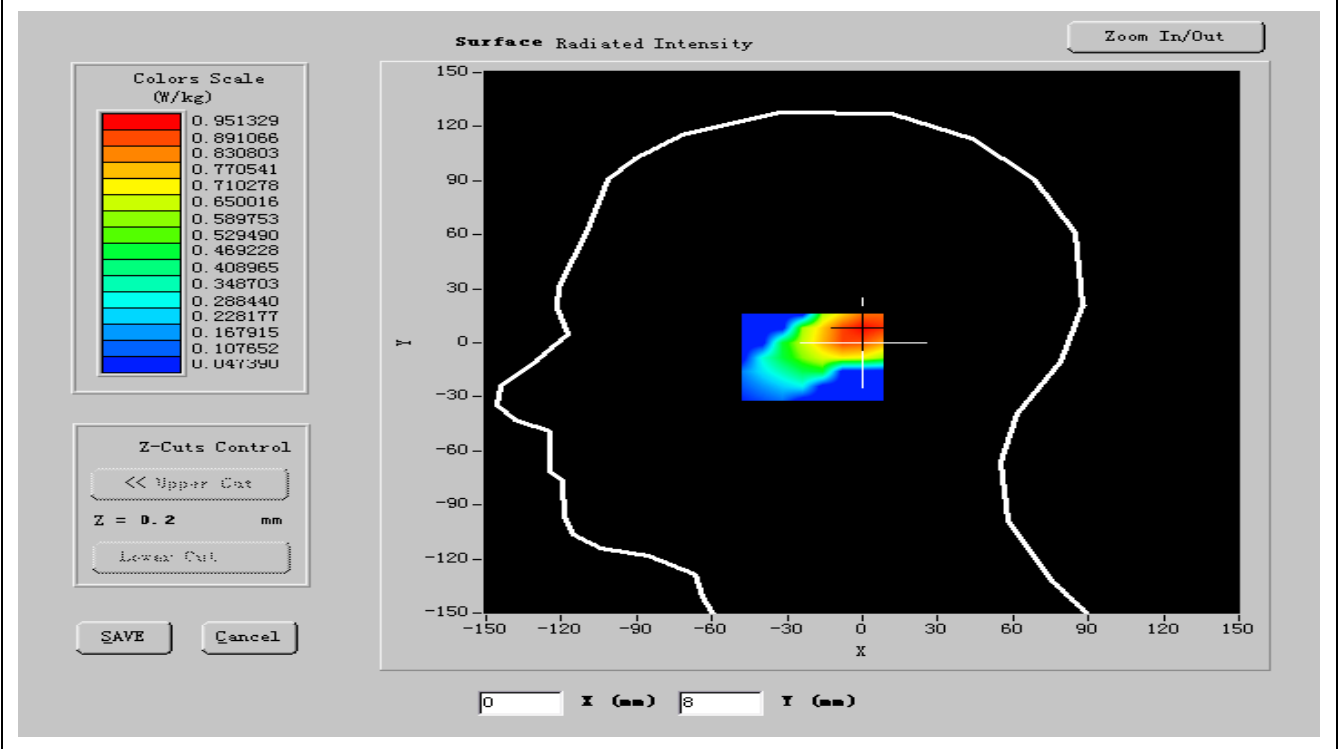 Surface Radiated Intensity
Zoom In/Out
Colors Scale
(W/kg)
0.951329
0.891066
0.830803
0.770541
0.710278
0.650016
0.589753
0.529490
0.469228
0.408965
0.348703
0.288440
0.228177
0.167915
0.107652
0.047390
Z-Cuts Control
<< Upper Cut
Z = 0.2 mm
Lower Cut
SAVE
Cancel
150
120
90
60
30
0
-30
-60
-90
-120
-150
Y
-150 -120 -90 -60 -30 0 30 60 90 120 150
X
0 X (mm) 8 Y (mm)